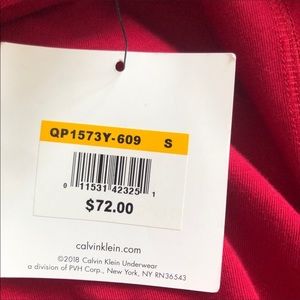 QP1573Y-609 S
0 11531 42325 1
$72.00
calvinklein.com
©2018 Calvin Klein Underwear
a division of PVH Corp., New York, NY RN36543